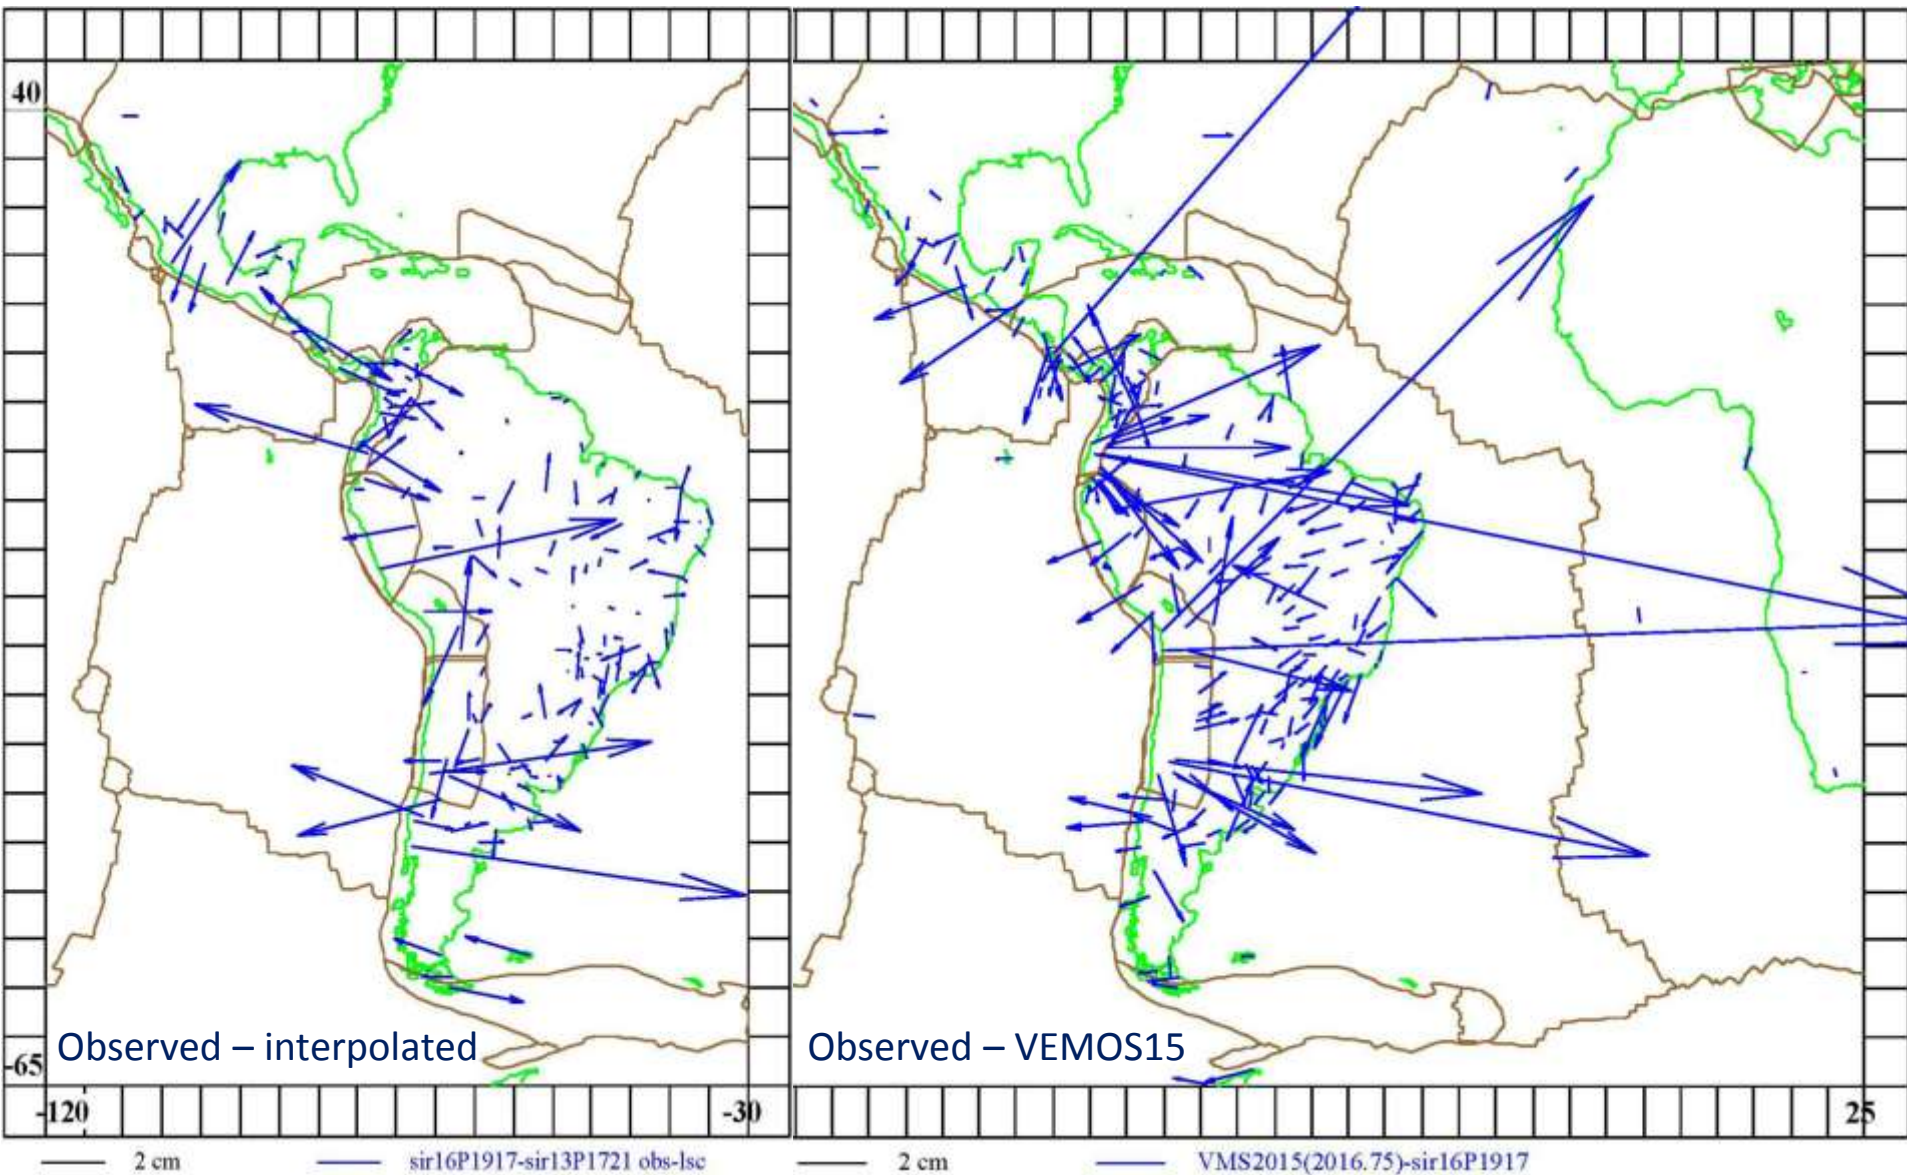 40
Observed – interpolated
Observed – VEMOS15
-65
-120
-30
25
2 cm
sir16P1917-sir13P1721 obs-lsc
2 cm
VMS2015(2016.75)-sir16P1917